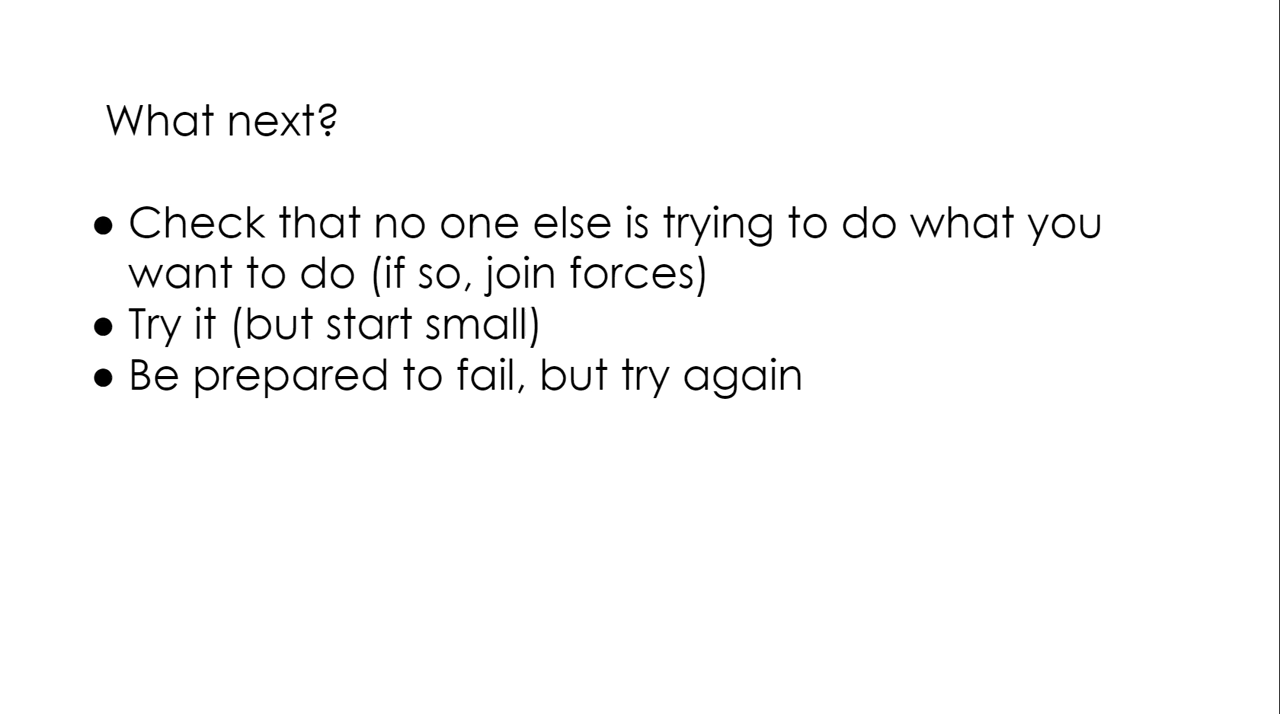 What next?
● Check that no one else is trying to do what you
want to do (if so, join forces)
● Try it (but start small)
● Be prepared to fail, but try again